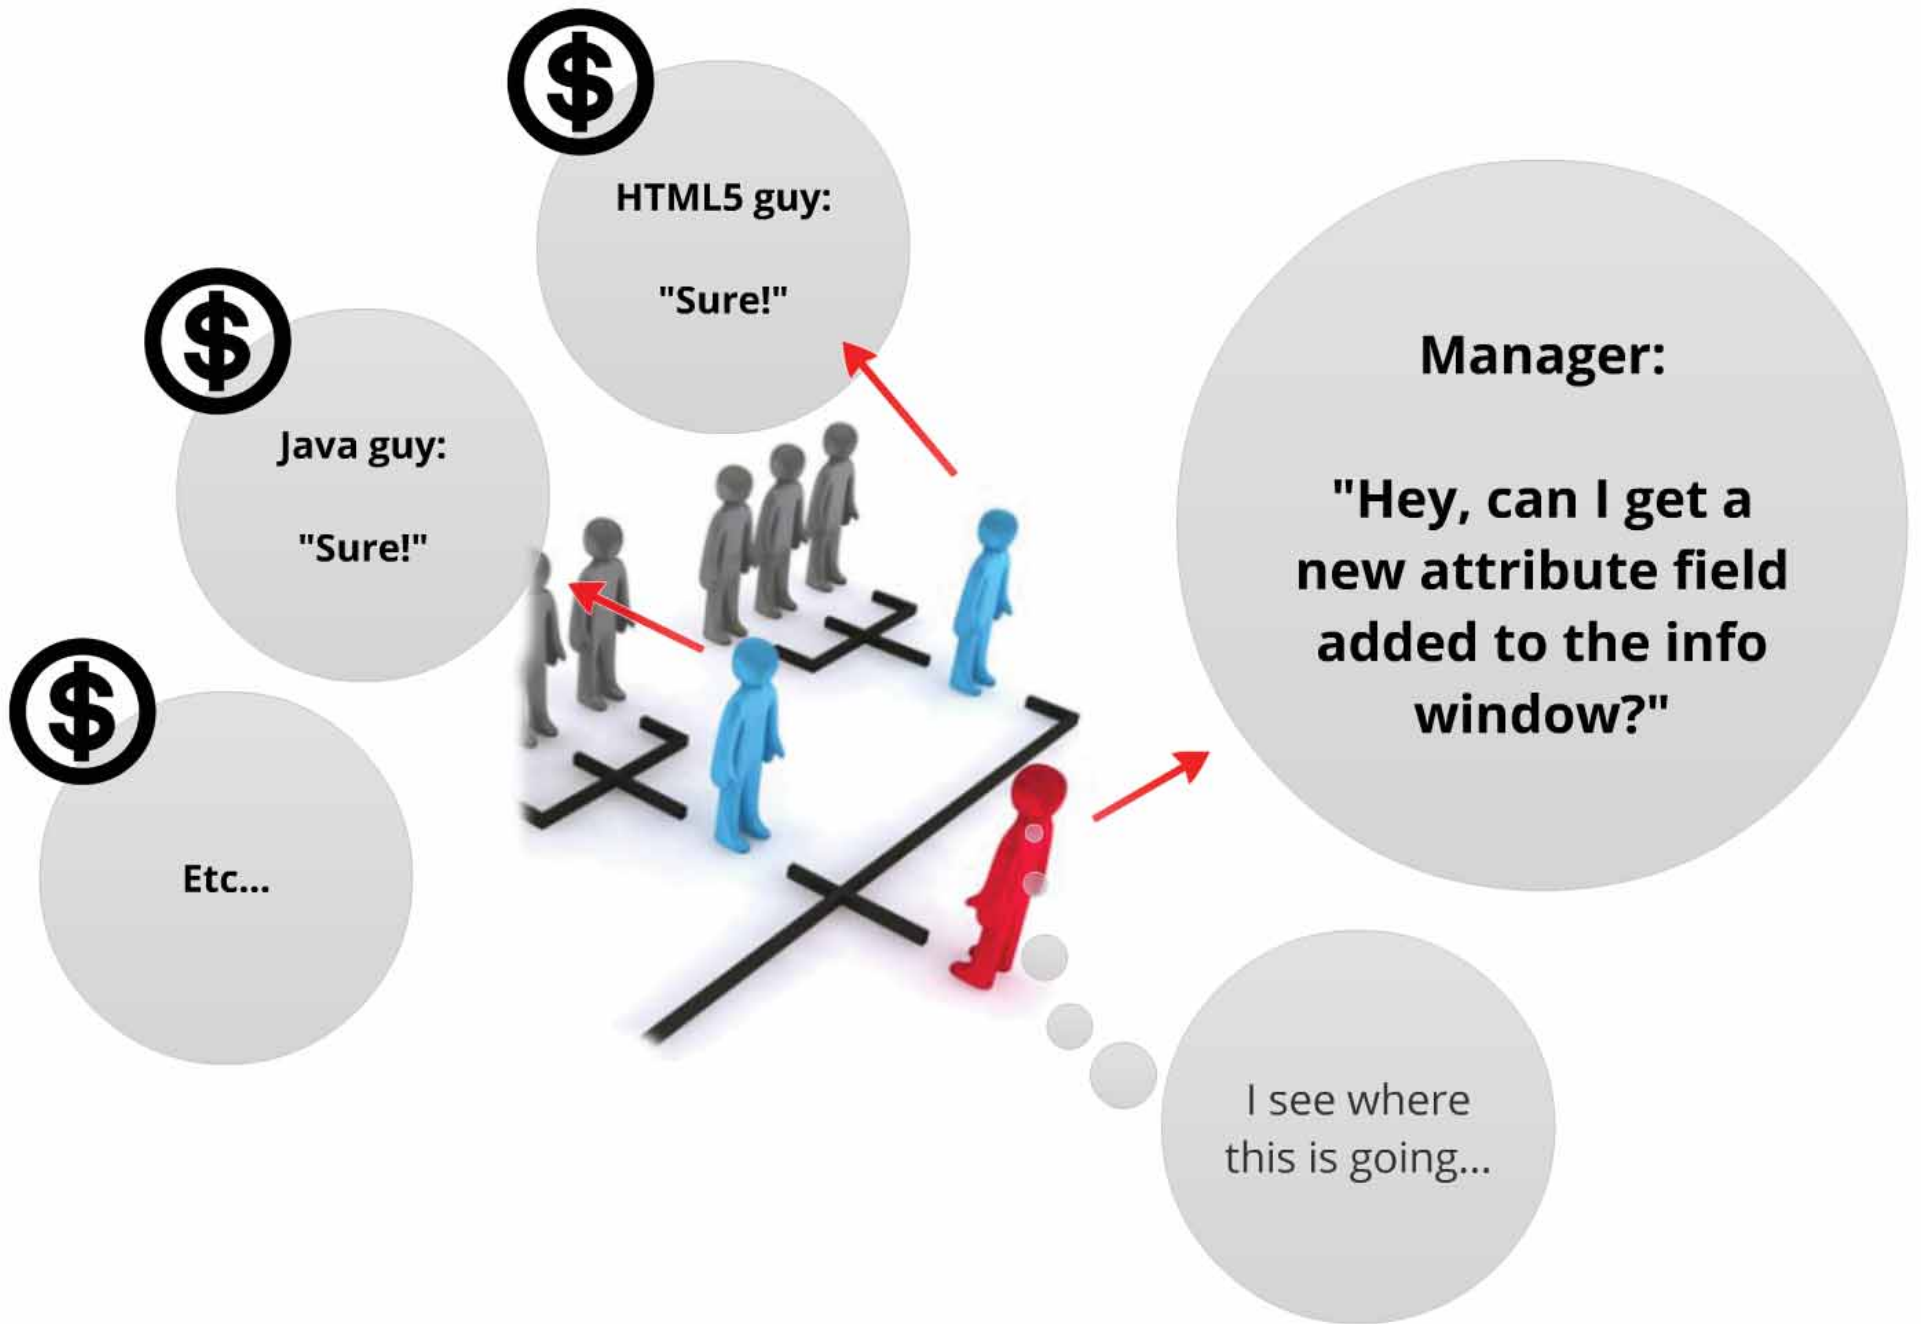 HTML5 guy:
"Sure!"
Java guy:
"Sure!"
Etc...
Manager:
"Hey, can I get a
new attribute field
added to the info
window?"
I see where
this is going...
$
$
$